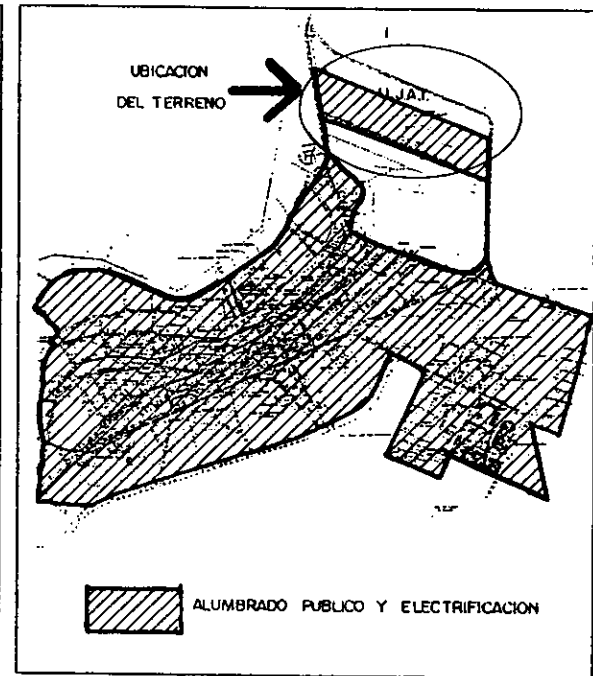 UBICACION
DEL TERRENO
U.J.A.T.
ALUMBRADO PUBLICO Y ELECTRIFICACION